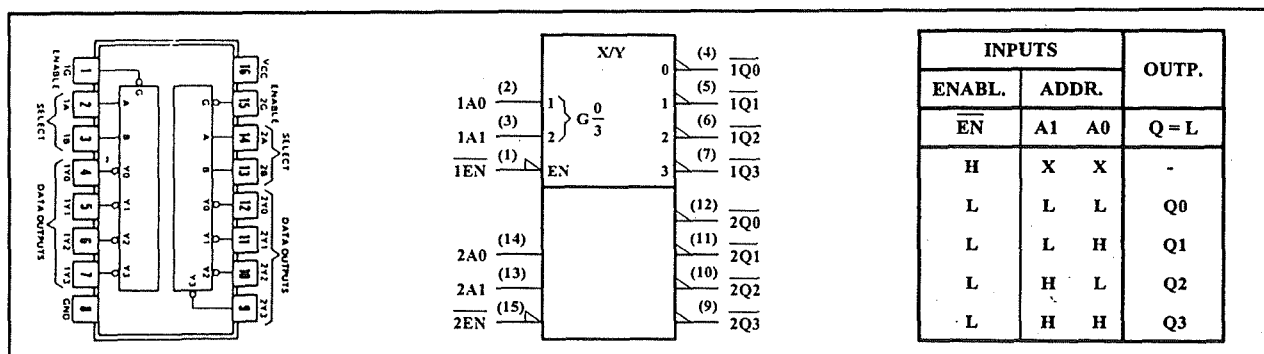 ENABLE
1G
1
16
VCC
SELECT
1A
2
G
15
2G
ENABLE
1B
3
A
14
2A
SELECT
B
13
2B
DATA OUTPUTS
1Y0
4
Y0
12
2Y0
DATA OUTPUTS
1Y1
5
Y1
11
2Y1
1Y2
6
Y2
10
2Y2
1Y3
7
Y3
9
2Y3
GND
8
G
A
B
Y0
Y1
Y2
Y3
X/Y
1A0 (2) 1
1A1 (3) 2
G 0/3
1EN (1) EN
0 (4) 1Q0
1 (5) 1Q1
2 (6) 1Q2
3 (7) 1Q3
2A0 (14)
2A1 (13)
2EN (15)
(12) 2Q0
(11) 2Q1
(10) 2Q2
(9) 2Q3
INPUTS OUTP.
ENABL. ADDR.
EN A1 A0 Q = L
H X X -
L L L Q0
L L H Q1
L H L Q2
L H H Q3